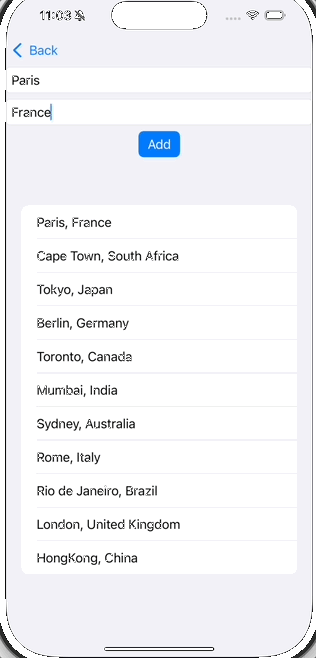 11:03
Back
Paris
France
Add
Paris, France
Cape Town, South Africa
Tokyo, Japan
Berlin, Germany
Toronto, Canada
Mumbai, India
Sydney, Australia
Rome, Italy
Rio de Janeiro, Brazil
London, United Kingdom
HongKong, China